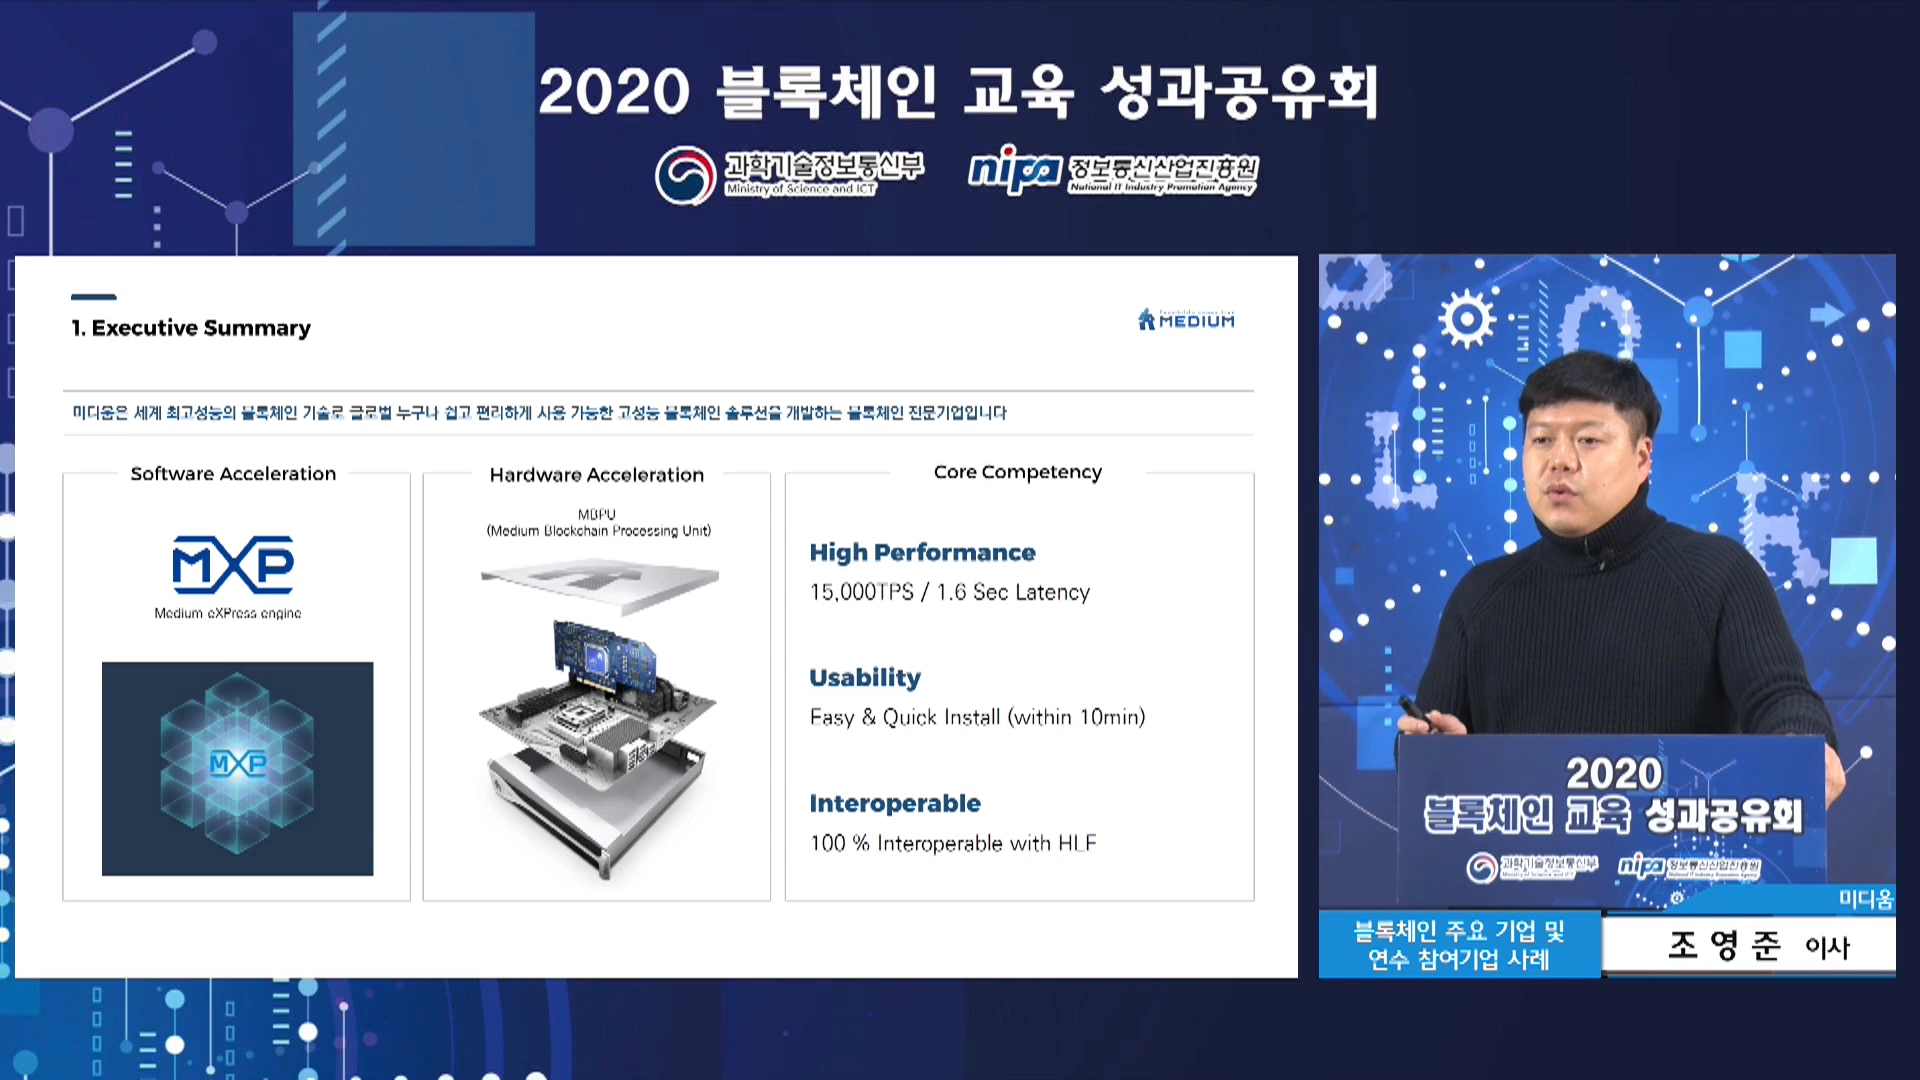 2020 블록체인 교육 성과공유회
과학기술정보통신부
Ministry of Science and ICT
nipa 정보통신산업진흥원
National IT Industry Promotion Agency
1. Executive Summary
MEDIUM
미디움은 세계 최고성능의 블록체인 기술로 글로벌 누구나 쉽고 편리하게 사용 가능한 고성능 블록체인 솔루션을 개발하는 블록체인 전문기업입니다
Software Acceleration
MXP
Medium eXPress engine
MXP
Hardware Acceleration
MBPU
(Medium Blockchain Processing Unit)
Core Competency
High Performance
15,000TPS / 1.6 Sec Latency
Usability
Easy & Quick Install (within 10min)
Interoperable
100 % Interoperable with HLF
2020
블록체인 교육 성과공유회
과학기술정보통신부
nipa 정보통신산업진흥원
미디움
블록체인 주요 기업 및
연수 참여기업 사례
조영준 이사